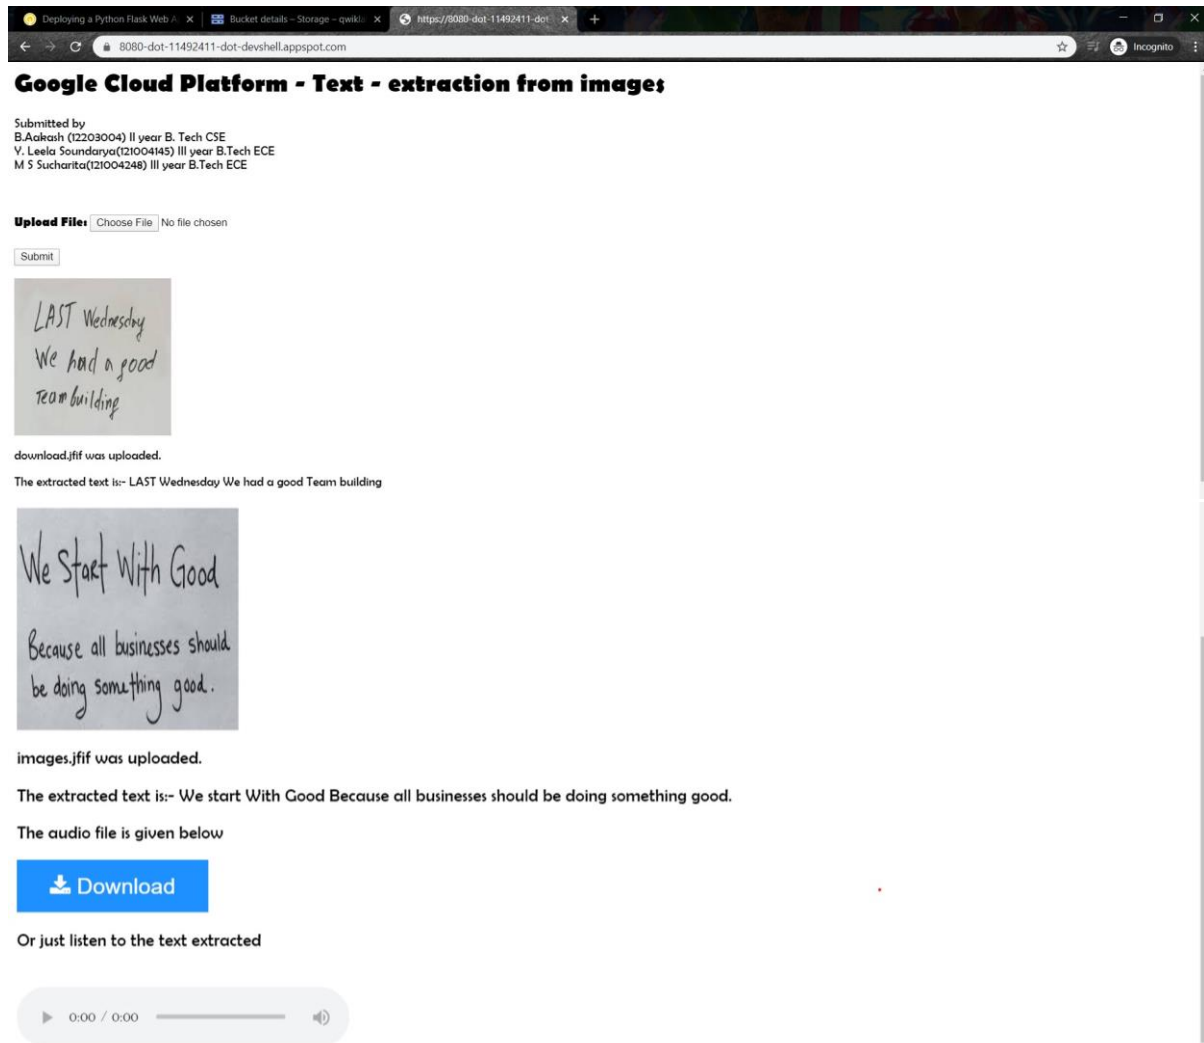 Deploying a Python Flask Web A
Bucket details – Storage – qwikla
https://8080-dot-11492411-dot
8080-dot-11492411-dot-devshell.appspot.com
Incognito
Google Cloud Platform - Text - extraction from images
Submitted by
B.Aakash (12203004) II year B. Tech CSE
Y. Leela Soundarya(121004145) III year B.Tech ECE
M S Sucharita(121004248) III year B.Tech ECE
Upload File: Choose File No file chosen
Submit
LAST Wednesday
We had a good
Team building
download.jfif was uploaded.
The extracted text is:- LAST Wednesday We had a good Team building
We Start With Good
Because all businesses should
be doing something good.
images.jfif was uploaded.
The extracted text is:- We start With Good Because all businesses should be doing something good.
The audio file is given below
Download
Or just listen to the text extracted
0:00 / 0:00